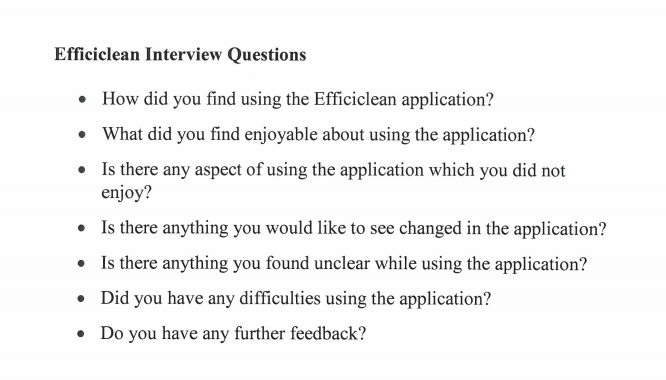 Efficiclean Interview Questions
• How did you find using the Efficiclean application?
• What did you find enjoyable about using the application?
• Is there any aspect of using the application which you did not
enjoy?
• Is there anything you would like to see changed in the application?
• Is there anything you found unclear while using the application?
• Did you have any difficulties using the application?
• Do you have any further feedback?